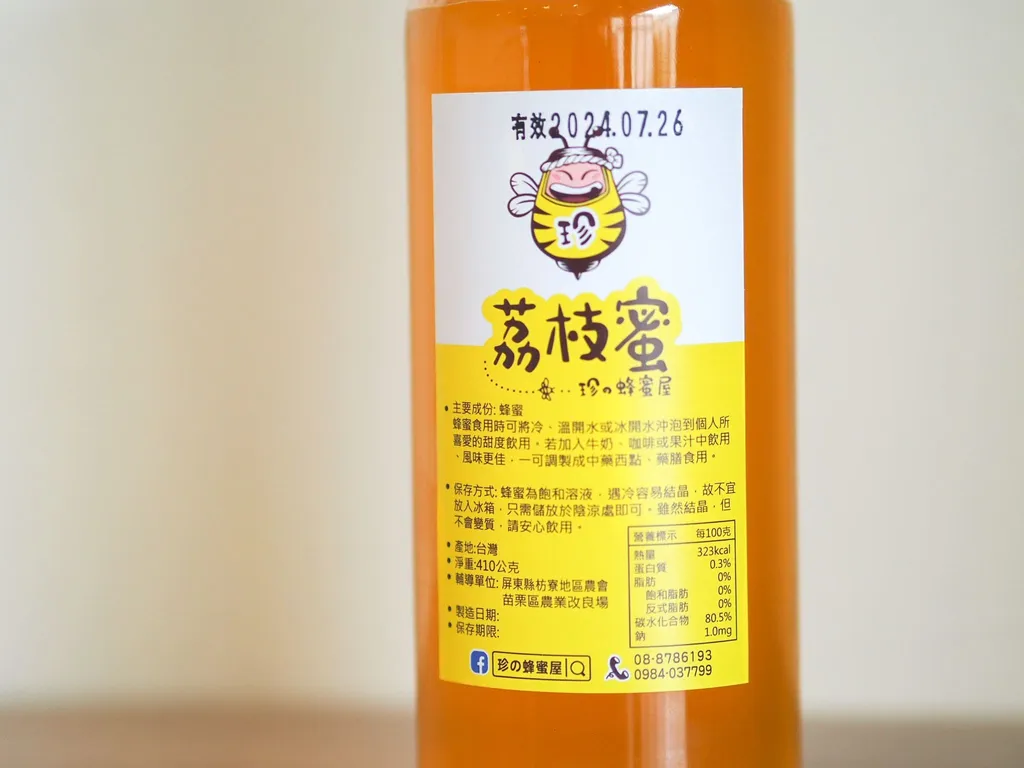 有效2024.07.26
珍
荔枝蜜
珍の蜂蜜屋
• 主要成份: 蜂蜜
蜂蜜食用時可將冷、溫開水或冰開水沖泡到個人所
喜愛的甜度飲用。若加入牛奶、咖啡或果汁中飲用
、風味更佳，一可調製成中藥西點、藥膳食用。
• 保存方式: 蜂蜜為飽和溶液，遇冷容易結晶，故不宜
放入冰箱，只需儲放於陰涼處即可。雖然結晶，但
不會變質，請安心飲用。
• 產地:台灣
• 淨重:410公克
• 輔導單位: 屏東縣枋寮地區農會
苗栗區農業改良場
• 製造日期:
• 保存期限:
營養標示 每100克
熱量 323kcal
蛋白質 0.3%
脂肪 0%
飽和脂肪 0%
反式脂肪 0%
碳水化合物 80.5%
鈉 1.0mg
f 珍の蜂蜜屋
08-8786193
0984-037799